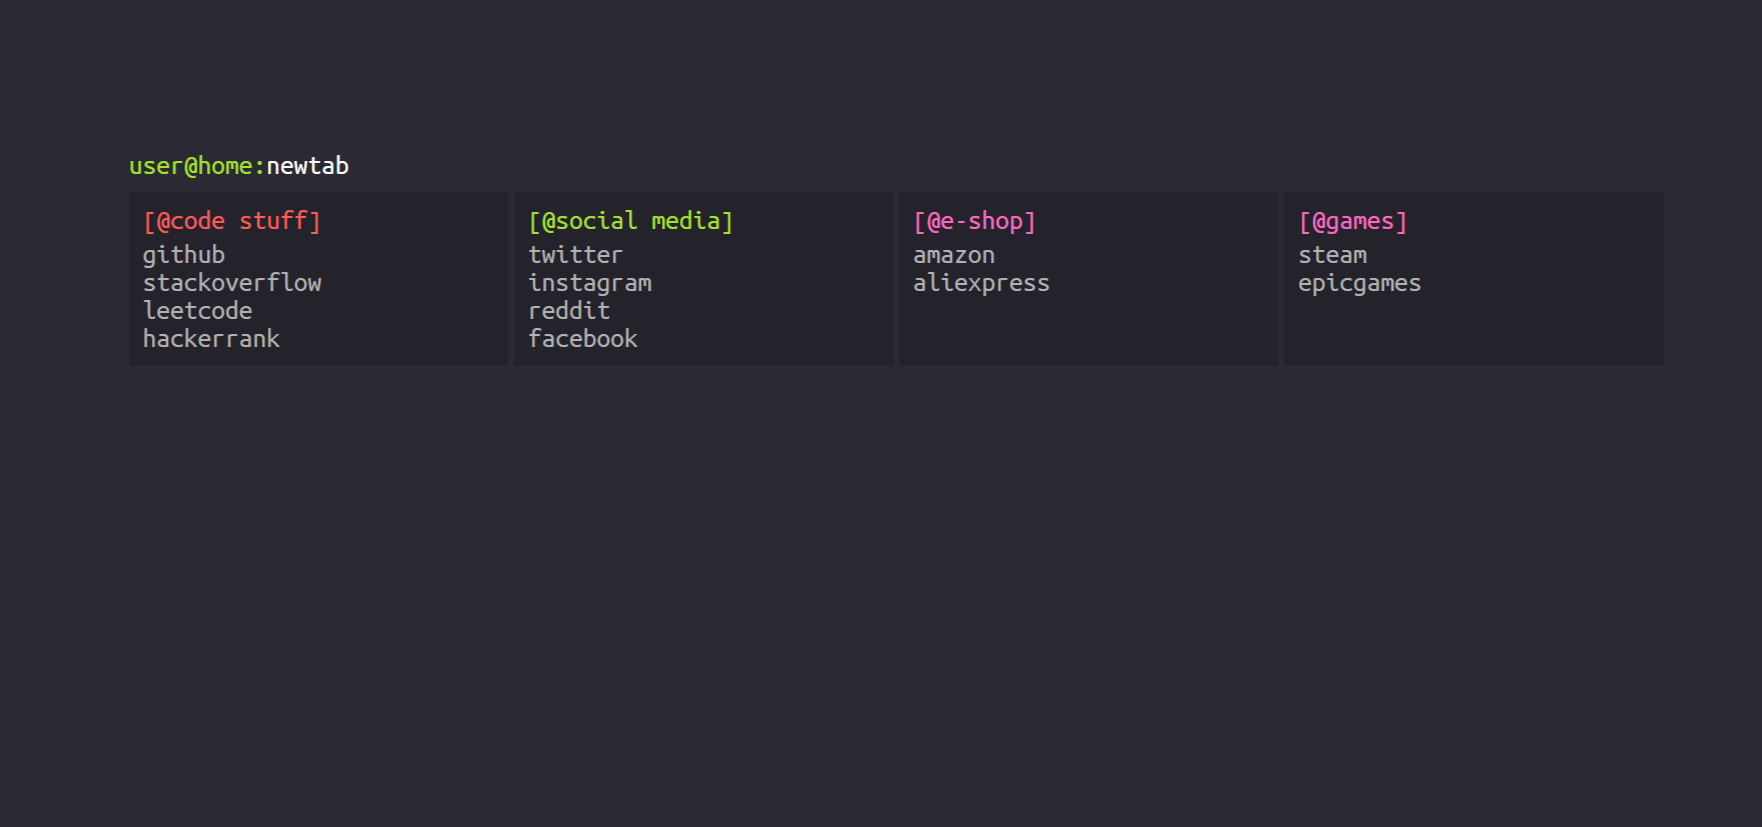 user@home:newtab
[@code stuff]
github
stackoverflow
leetcode
hackerrank
[@social media]
twitter
instagram
reddit
facebook
[@e-shop]
amazon
aliexpress
[@games]
steam
epicgames